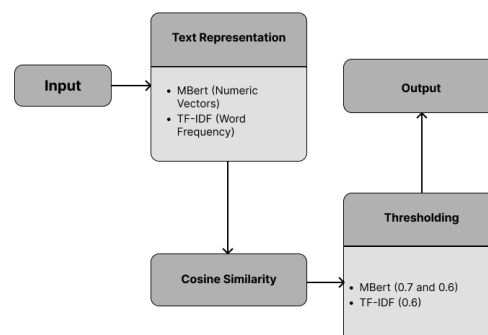 Input
Text Representation
• MBert (Numeric
Vectors)
• TF-IDF (Word
Frequency)
Cosine Similarity
Output
Thresholding
• MBert (0.7 and 0.6)
• TF-IDF (0.6)